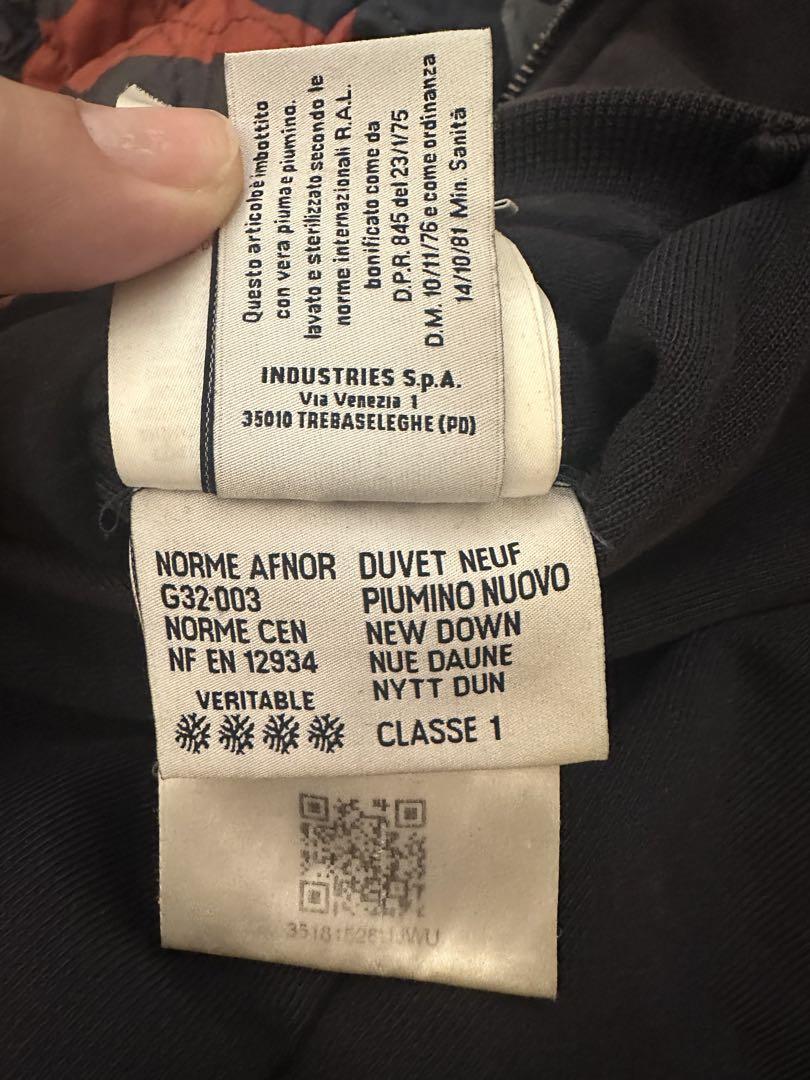 Questo articolo è imbottito
con vera piuma e piumino.
lavato e sterilizzato secondo le
norme internazionali R.A.L.
bonificato come da
D.P.R. 845 del 23/1/75
D.M. 10/11/76 e come ordinanza
14/10/81 Min. Sanità
INDUSTRIES S.p.A.
Via Venezia 1
35010 TREBASELEGHE (PD)
NORME AFNOR
G32-003
NORME CEN
NF EN 12934
VERITABLE
DUVET NEUF
PIUMINO NUOVO
NEW DOWN
NUE DAUNE
NYTT DUN
CLASSE 1